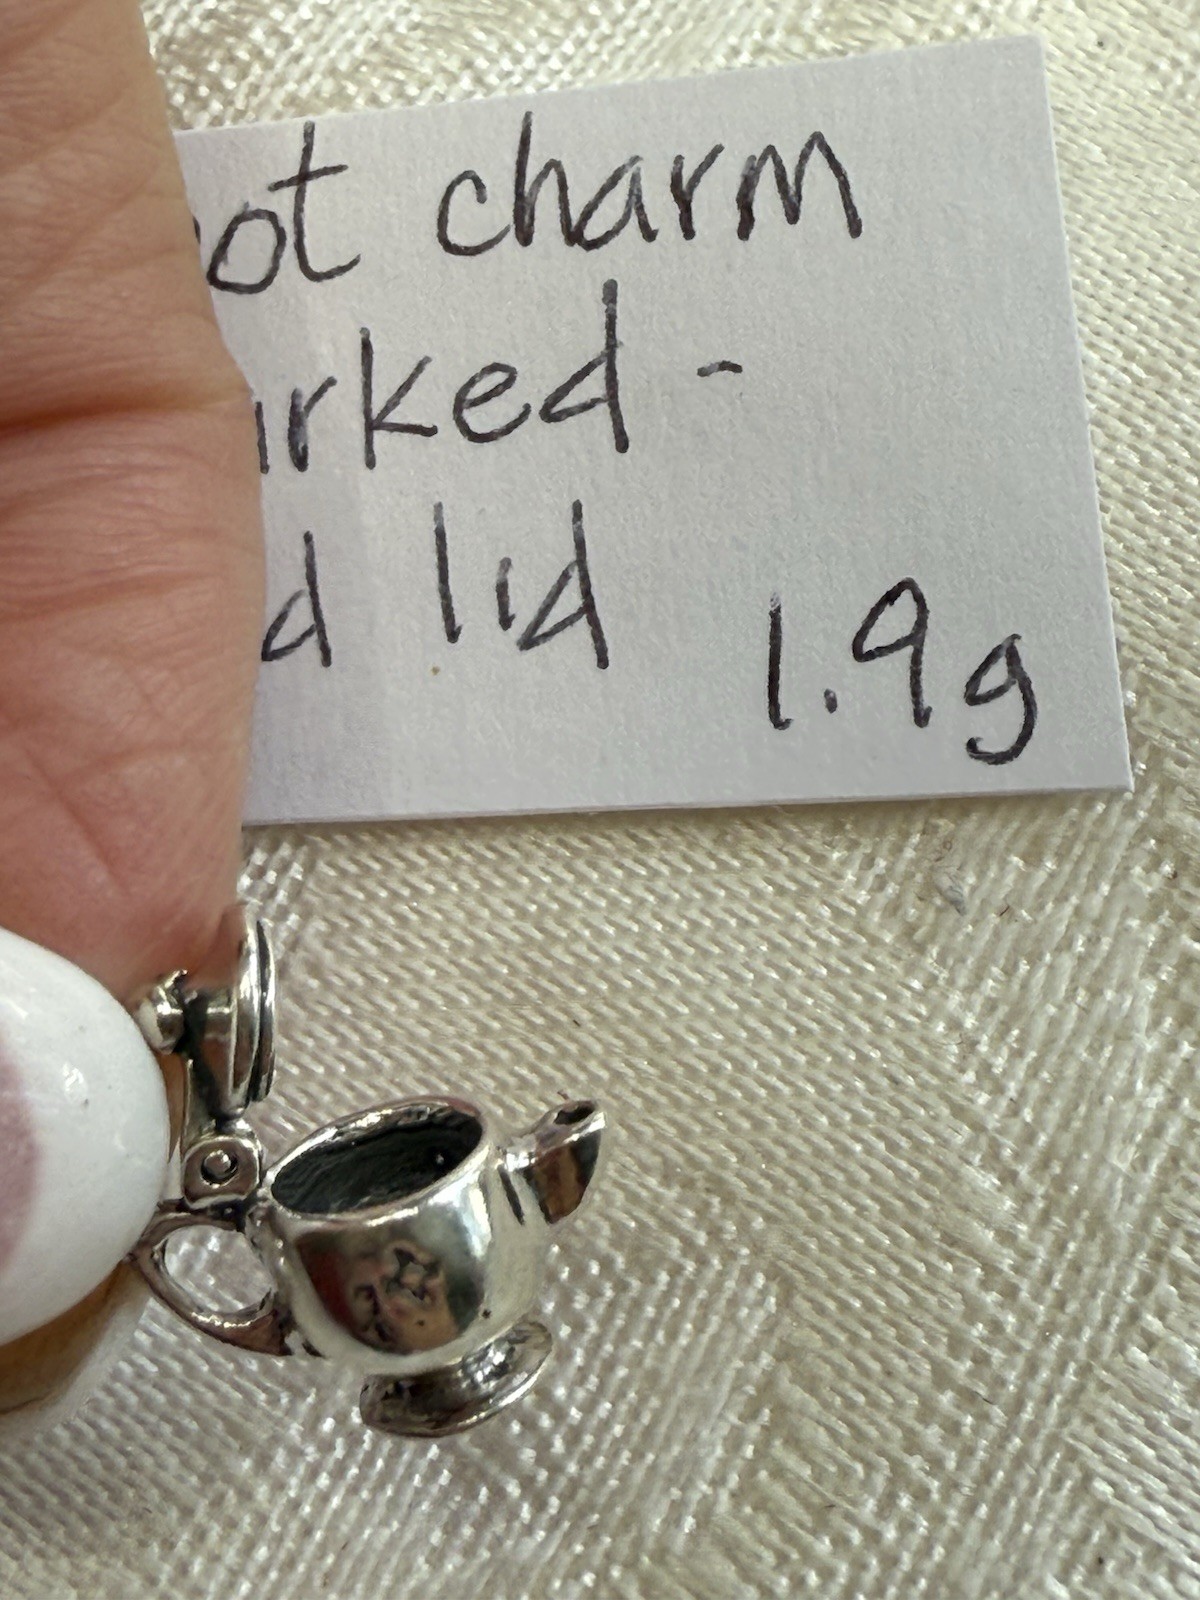 ot charm
rked -
d lid 1.9g